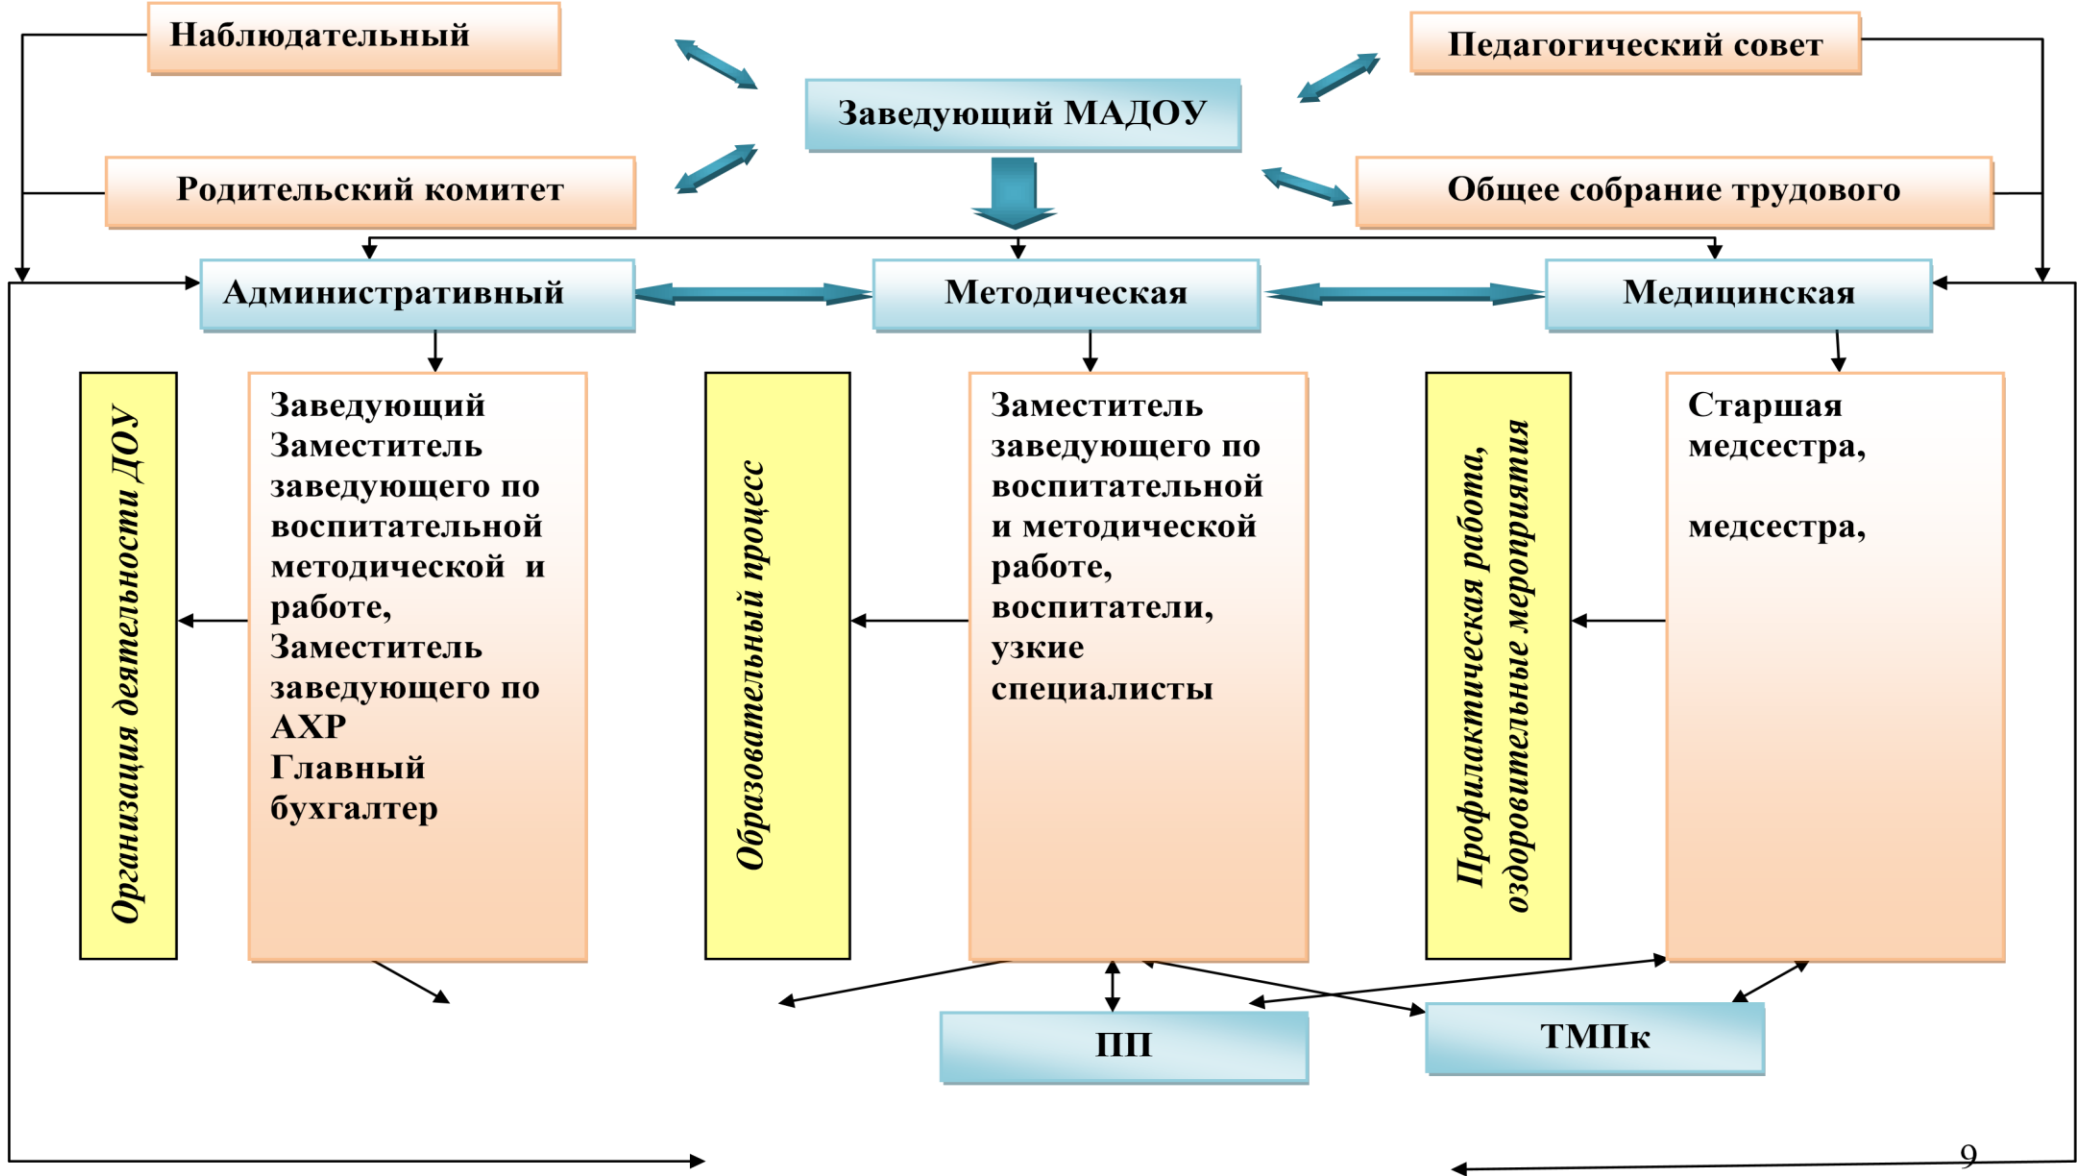 Наблюдательный
Педагогический совет
Заведующий МАДОУ
Родительский комитет
Общее собрание трудового
Административный
Методическая
Медицинская
Организация деятельности ДОУ
Заведующий
Заместитель
заведующего по
воспитательной
методической и
работе,
Заместитель
заведующего по
АХР
Главный
бухгалтер
Образовательный процесс
Заместитель
заведующего по
воспитательной
и методической
работе,
воспитатели,
узкие
специалисты
Профилактическая работа,
оздоровительные мероприятия
Старшая
медсестра,
медсестра,
ПП
ТМПк
9